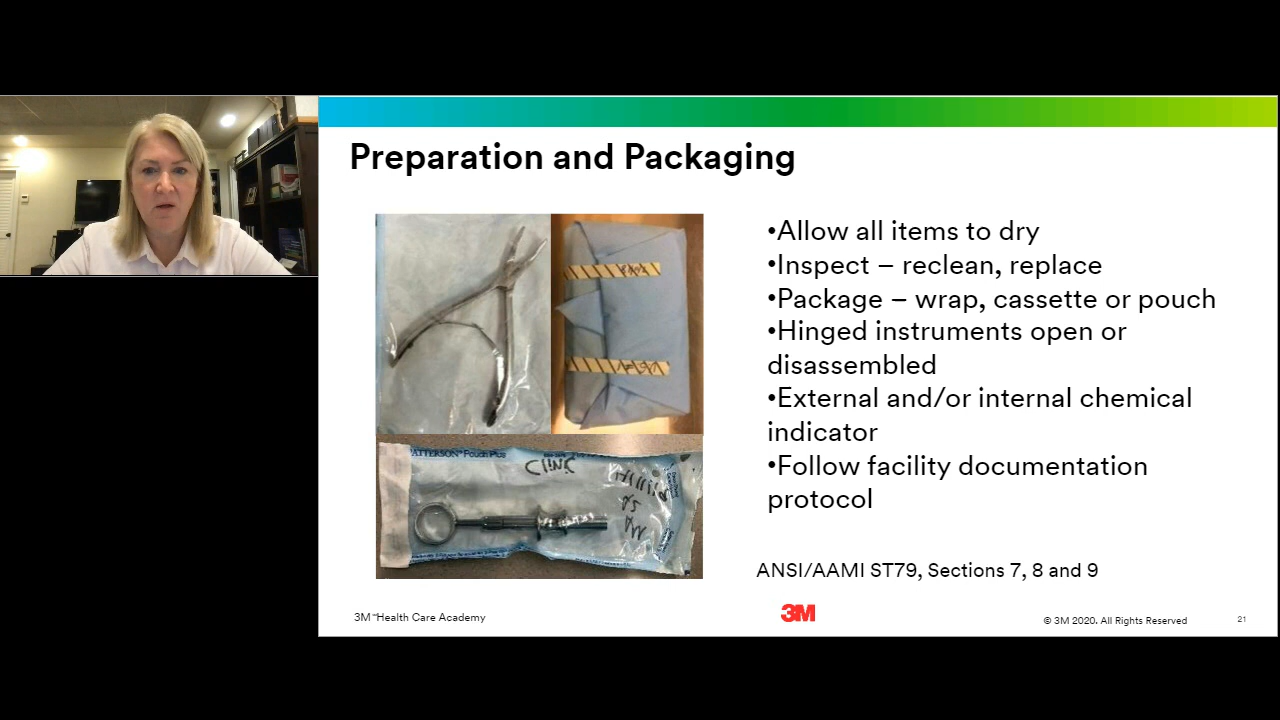 Preparation and Packaging
•Allow all items to dry
•Inspect – reclean, replace
•Package – wrap, cassette or pouch
•Hinged instruments open or
disassembled
•External and/or internal chemical
indicator
•Follow facility documentation
protocol
PATTERSON® Pouch Plus
Clinic
SA
ANSI/AAMI ST79, Sections 7, 8 and 9
3M™Health Care Academy
3M
© 3M 2020. All Rights Reserved
21